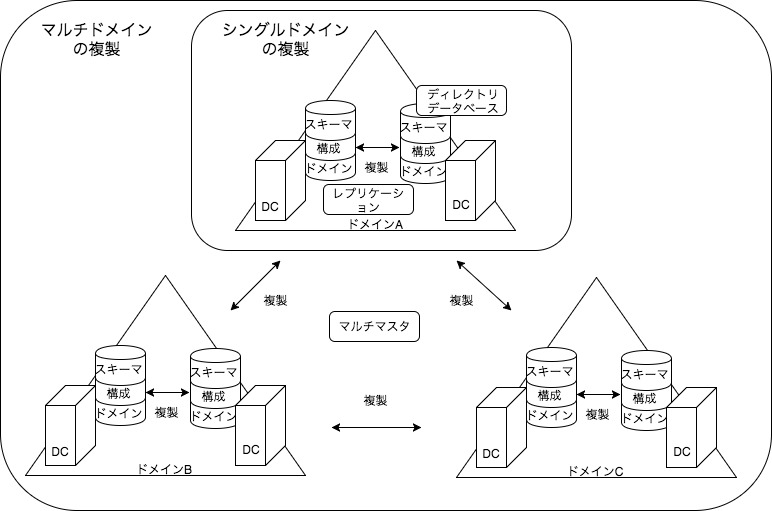 マルチドメイン
の複製
シングルドメイン
の複製
ディレクトリ
データベース
スキーマ
スキーマ
構成
構成
複製
ドメイン
ドメイン
レプリケーシ
ョン
DC
DC
ドメインA
複製
複製
マルチマスタ
スキーマ
スキーマ
構成
構成
複製
ドメイン
ドメイン
DC
DC
ドメインB
複製
スキーマ
スキーマ
構成
構成
複製
ドメイン
ドメイン
DC
DC
ドメインC